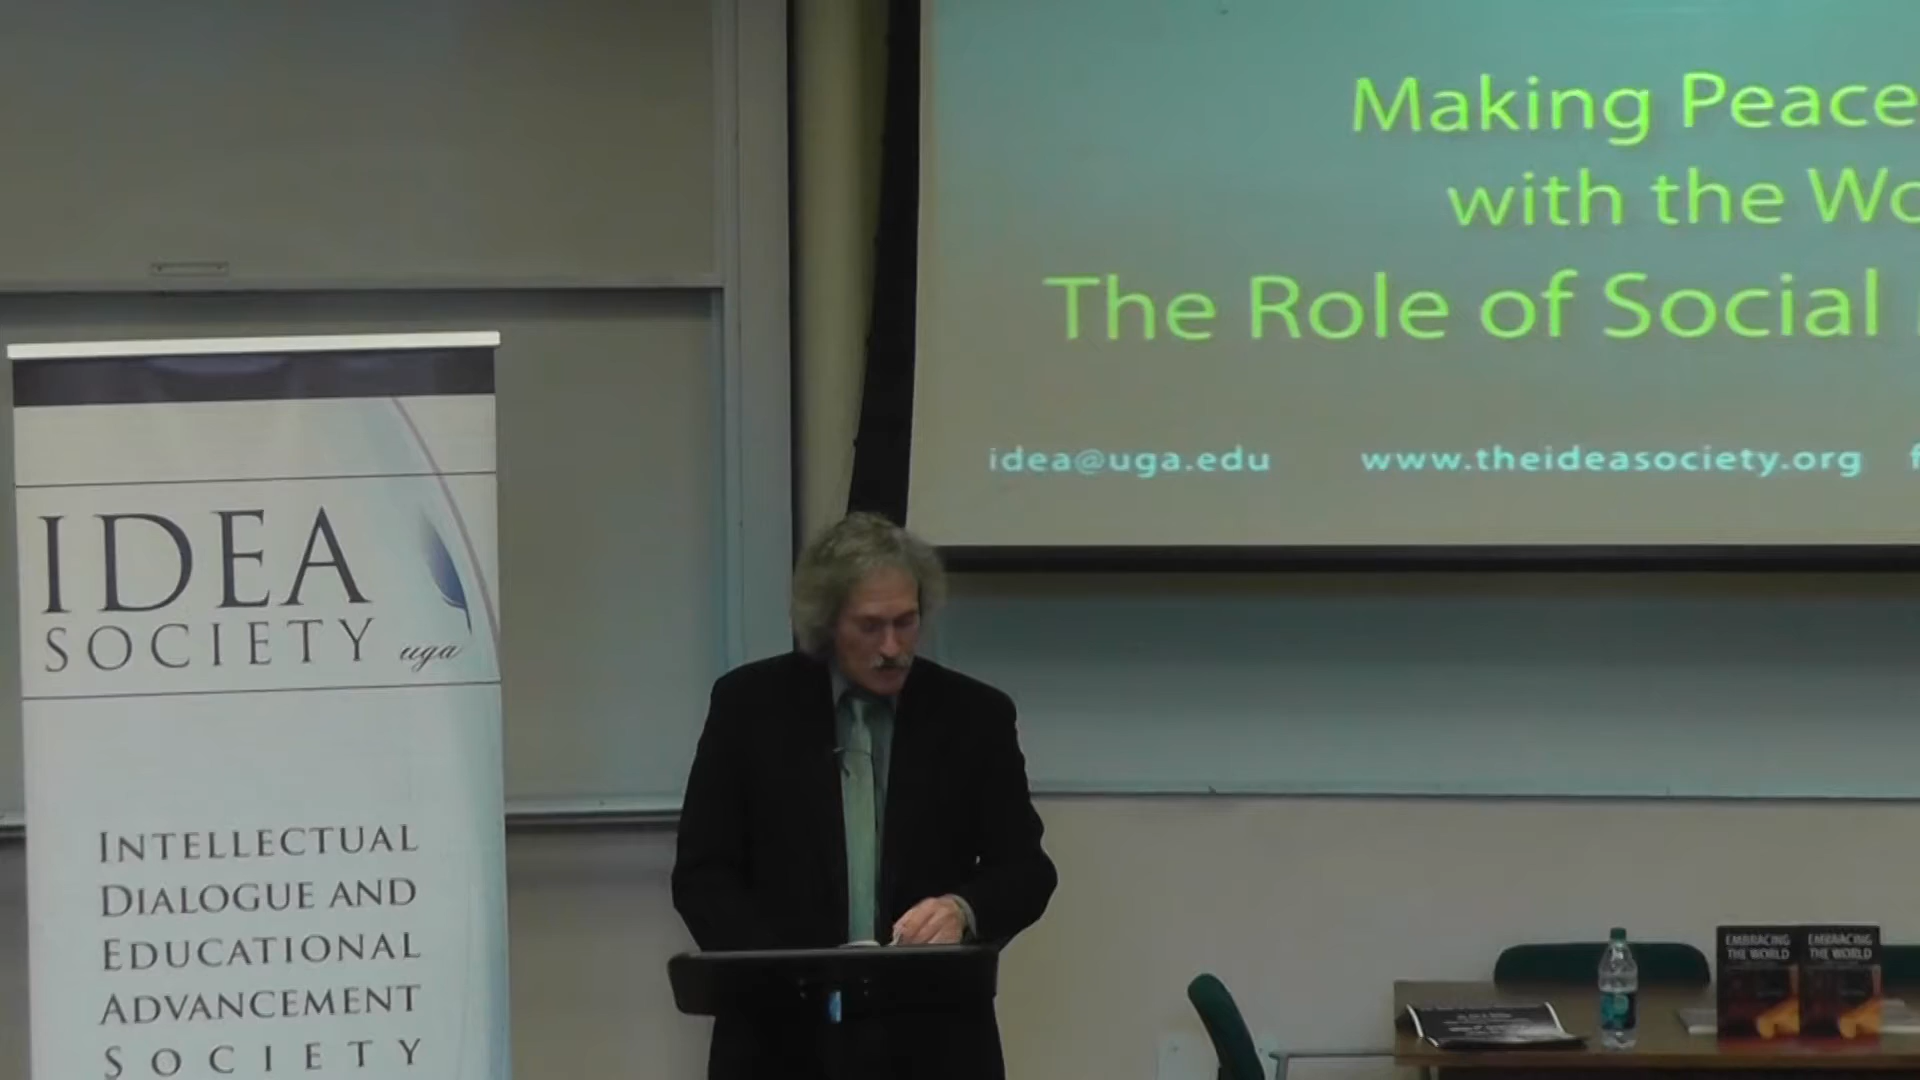 Making Peace
with the Wo
The Role of Social
idea@uga.edu www.theideasociety.org f
IDEA
SOCIETY uga
INTELLECTUAL
DIALOGUE AND
EDUCATIONAL
ADVANCEMENT
SOCIETY
EMBRACING
THE WORLD
EMBRACING
THE WORLD